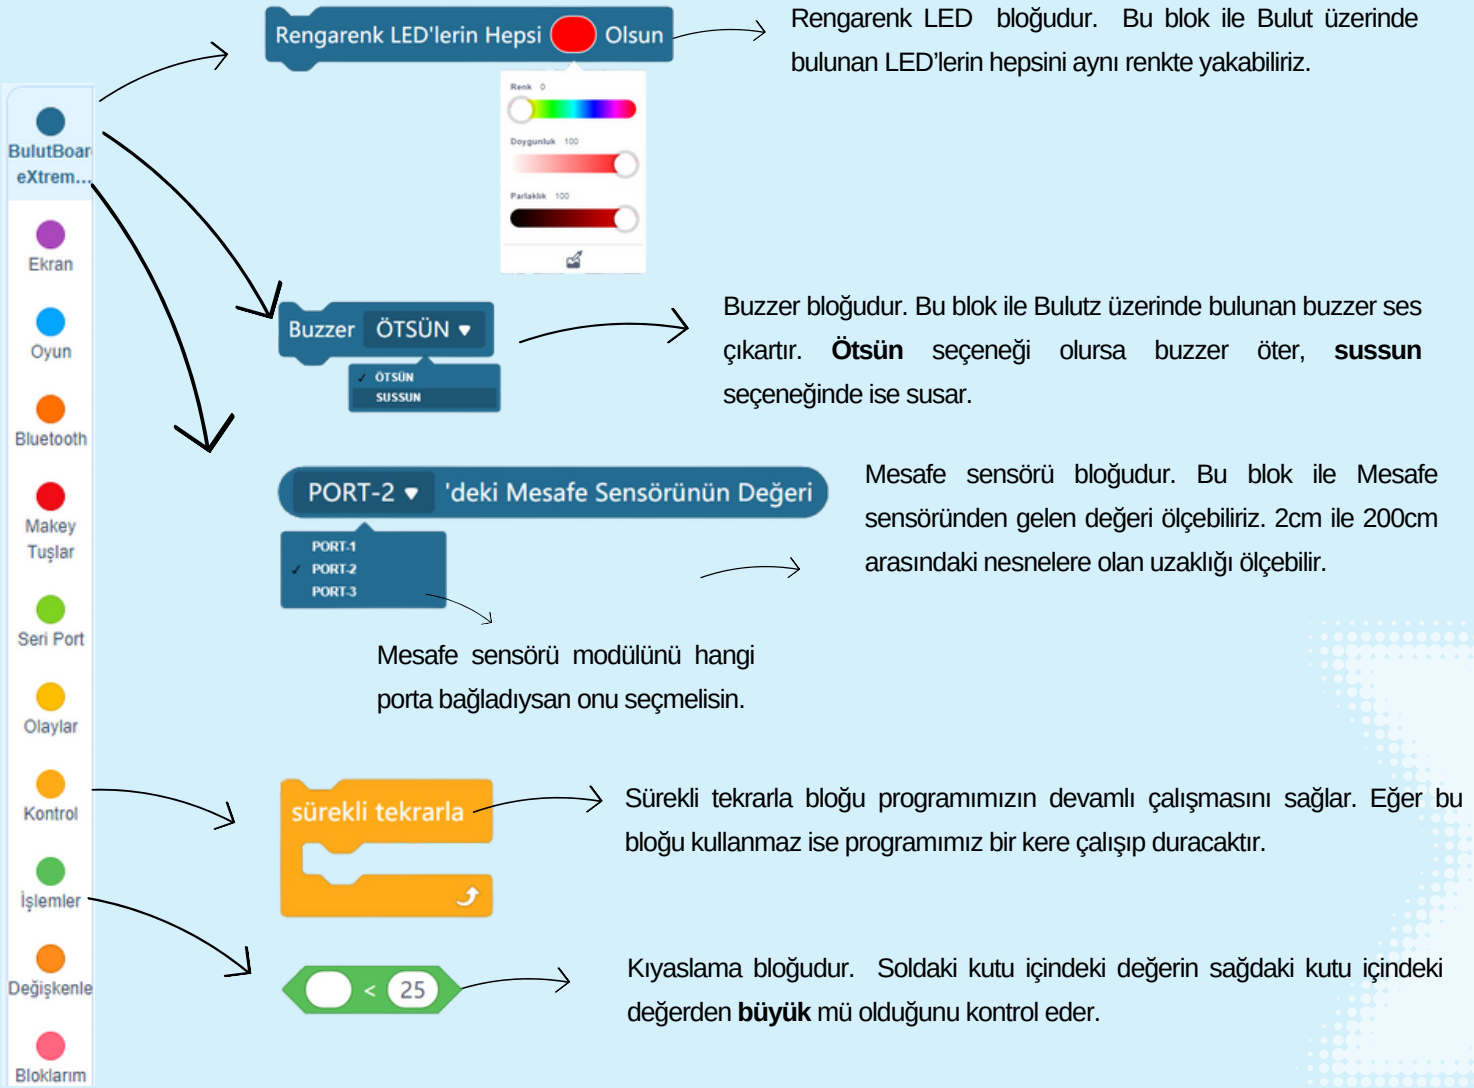 Rengarenk LED'lerin Hepsi Olsun
Rengarenk LED bloğudur. Bu blok ile Bulut üzerinde
bulunan LED'lerin hepsini aynı renkte yakabiliriz.
Renk 0
Doygunluk 100
Parlaklık 100
BulutBoar
eXtrem...
Ekran
Oyun
Bluetooth
Makey
Tuşlar
Seri Port
Olaylar
Kontrol
İşlemler
Değişkenle
Bloklarım
Buzzer ÖTSÜN
✓ ÖTSÜN
SUSSUN
Buzzer bloğudur. Bu blok ile Bulutz üzerinde bulunan buzzer ses
çıkartır. Ötsün seçeneği olursa buzzer öter, sussun
seçeneğinde ise susar.
PORT-2 'deki Mesafe Sensörünün Değeri
PORT-1
✓ PORT-2
PORT-3
Mesafe sensörü bloğudur. Bu blok ile Mesafe
sensöründen gelen değeri ölçebiliriz. 2cm ile 200cm
arasındaki nesnelere olan uzaklığı ölçebilir.
Mesafe sensörü modülünü hangi
porta bağladıysan onu seçmelisin.
sürekli tekrarla
Sürekli tekrarla bloğu programımızın devamlı çalışmasını sağlar. Eğer bu
bloğu kullanmaz ise programımız bir kere çalışıp duracaktır.
< 25
Kıyaslama bloğudur. Soldaki kutu içindeki değerin sağdaki kutu içindeki
değerden büyük mü olduğunu kontrol eder.